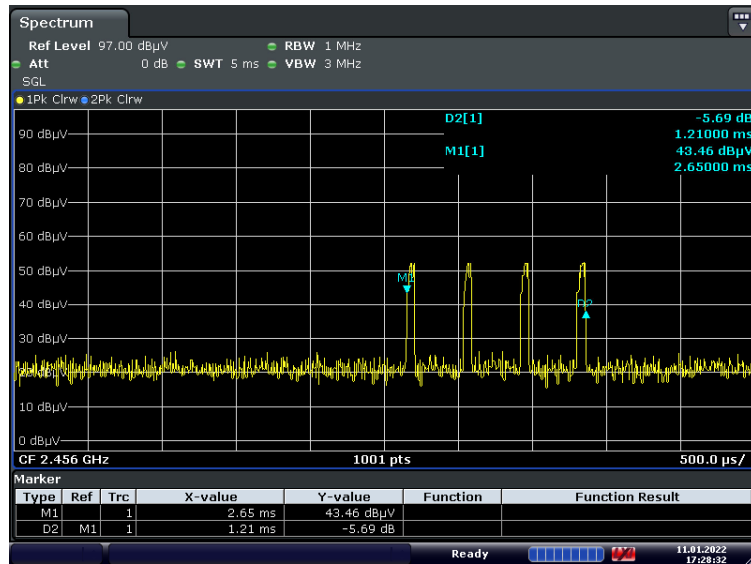 Spectrum
Ref Level 97.00 dBµV RBW 1 MHz
Att 0 dB SWT 5 ms VBW 3 MHz
SGL
1Pk Clrw 2Pk Clrw
D2[1] -5.69 dB
1.21000 ms
M1[1] 43.46 dBµV
2.65000 ms
90 dBµV
80 dBµV
70 dBµV
60 dBµV
50 dBµV
M1
40 dBµV
D2
30 dBµV
10 dBµV
0 dBµV
CF 2.456 GHz 1001 pts 500.0 µs/
Marker
Type Ref Trc X-value Y-value Function Function Result
M1 1 2.65 ms 43.46 dBµV
D2 M1 1 1.21 ms -5.69 dB
Ready 11.01.2022
17:28:32